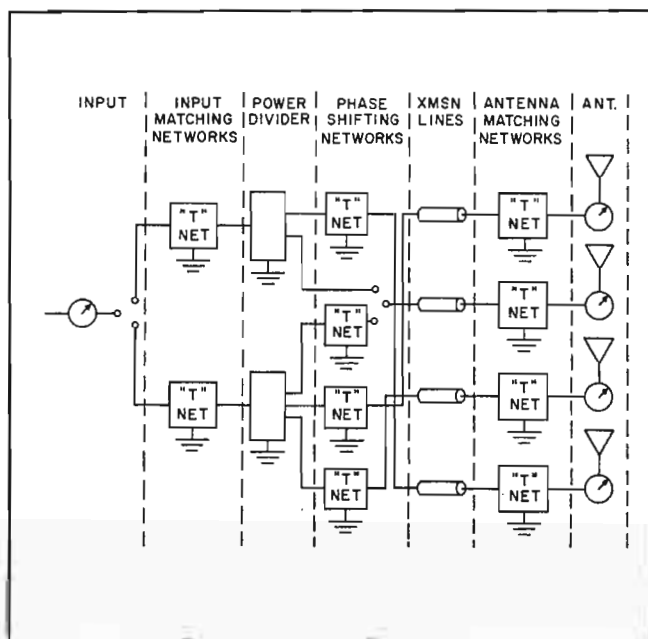 INPUT
INPUT
MATCHING
NETWORKS
POWER
DIVIDER
PHASE
SHIFTING
NETWORKS
XMSN
LINES
ANTENNA
MATCHING
NETWORKS
ANT.
"T"
NET
"T"
NET
"T"
NET
"T"
NET
"T"
NET
"T"
NET
"T"
NET
"T"
NET
"T"
NET
"T"
NET